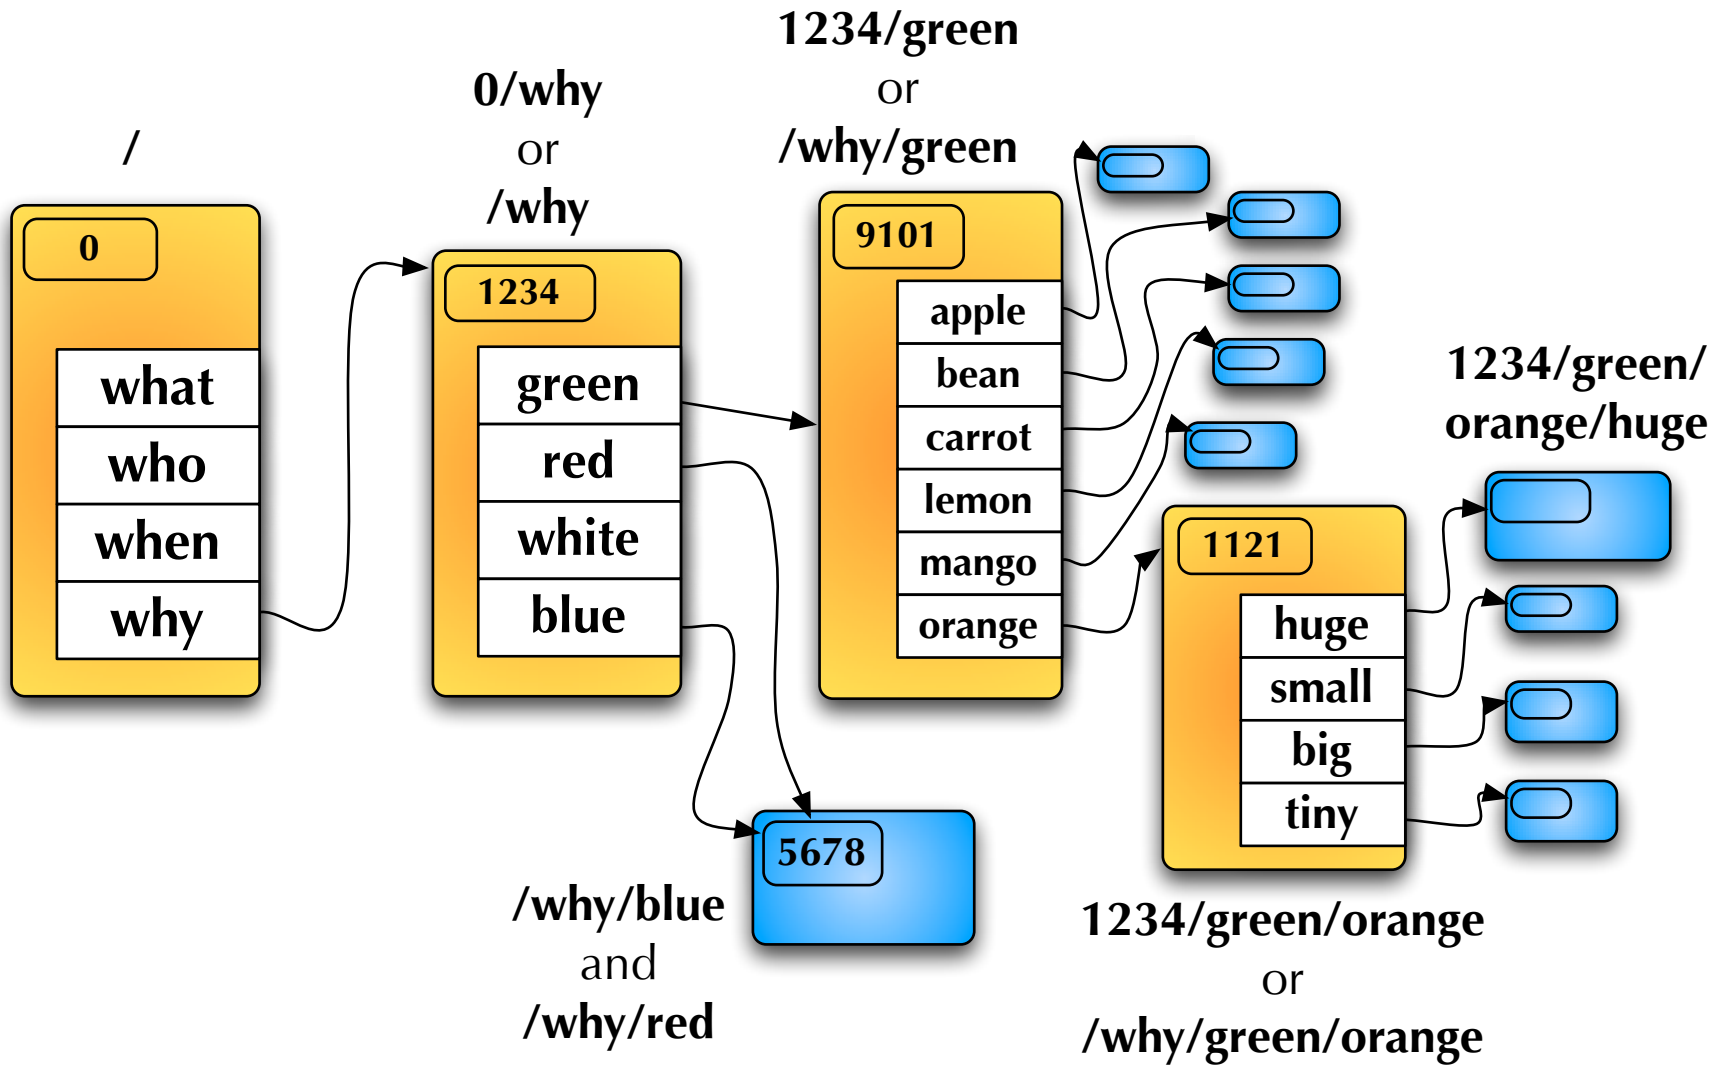 /
0
what
who
when
why
0/why
or
/why
1234
green
red
white
blue
1234/green
or
/why/green
9101
apple
bean
carrot
lemon
mango
orange
/why/blue
and
/why/red
5678
1121
huge
small
big
tiny
1234/green/orange
or
/why/green/orange
1234/green/
orange/huge